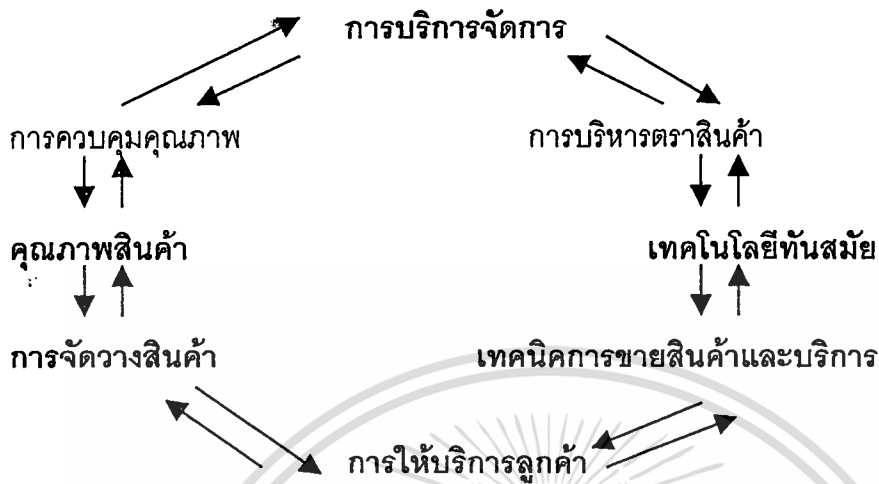 การบริการจัดการ
การควบคุมคุณภาพ การบริหารตราสินค้า
คุณภาพสินค้า เทคโนโลยีทันสมัย
การจัดวางสินค้า เทคนิคการขายสินค้าและบริการ
การให้บริการลูกค้า